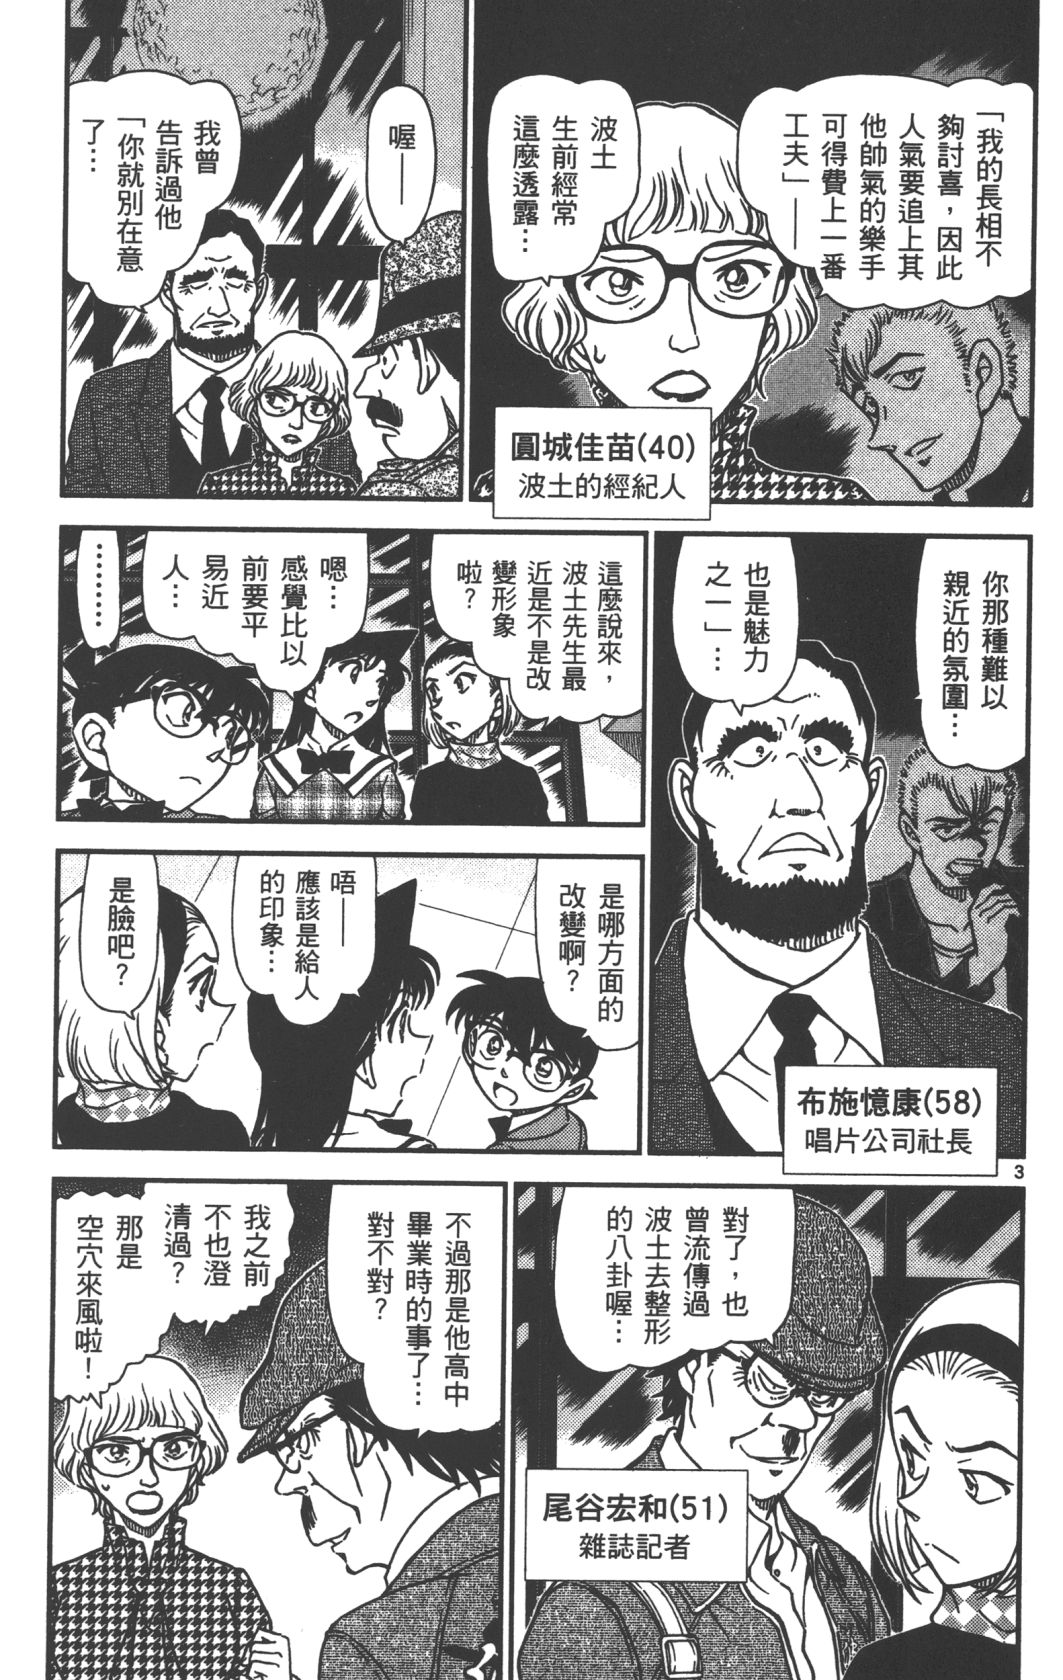 「我的長相不
夠討喜，因此
人氣要追上其
他帥氣的樂手
可得費上一番
工夫」——
波土
生前經常
這麼透露…
圓城佳苗(40)
波土的經紀人
喔——
我曾
告訴過他
「你就別在意
了…
你那種難以
親近的氛圍…
也是魅力
之一」…
布施憶康(58)
唱片公司社長
這麼說來，
波土先生最
近是不是改
變形象
啦？
嗯…
感覺比以
前要平
易近
人…
………
是哪方面的
改變啊？
唔——
應該是給人
的印象…
是臉吧？
3
對了，也
曾流傳過
波土去整形
的八卦喔…
尾谷宏和(51)
雜誌記者
不過那是他高中
畢業時的事了…
對不對？
我之前
不也澄
清過？
那是
空穴來風啦！